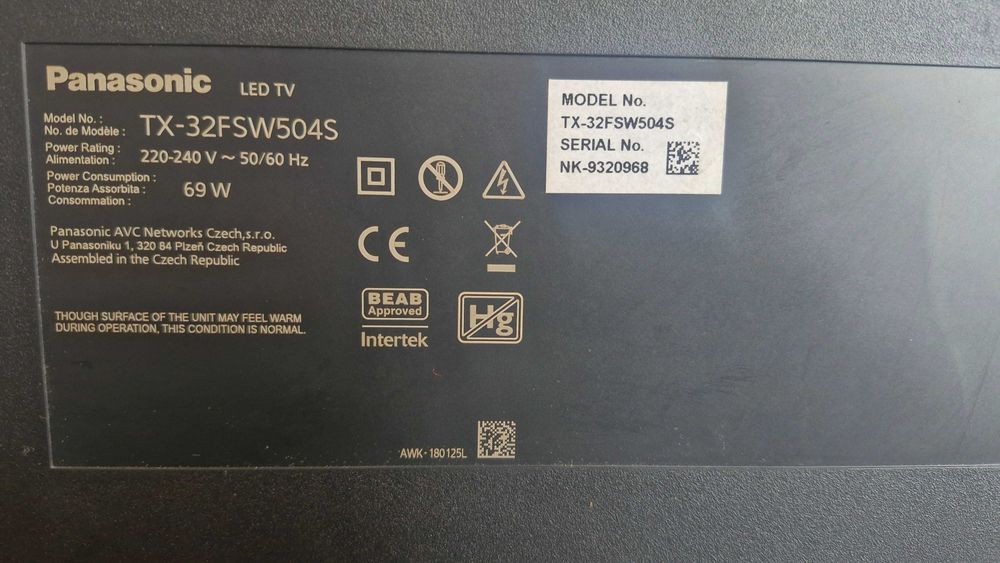 Panasonic LED TV
Model No. :
No. de Modèle : TX-32FSW504S
Power Rating :
Alimentation : 220-240 V ~ 50/60 Hz
Power Consumption :
Potenza Assorbita : 69 W
Consommation :
Panasonic AVC Networks Czech,s.r.o.
U Panasoniku 1, 320 84 Plzeň Czech Republic
Assembled in the Czech Republic
THOUGH SURFACE OF THE UNIT MAY FEEL WARM
DURING OPERATION, THIS CONDITION IS NORMAL.
CE
BEAB
Approved
Intertek
Hg
AWK-180125L
MODEL No.
TX-32FSW504S
SERIAL No.
NK-9320968